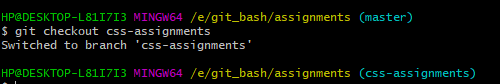 HP@DESKTOP-L81I7I3 MINGW64 /e/git_bash/assignments (master)
$ git checkout css-assignments
Switched to branch 'css-assignments'
HP@DESKTOP-L81I7I3 MINGW64 /e/git_bash/assignments (css-assignments)